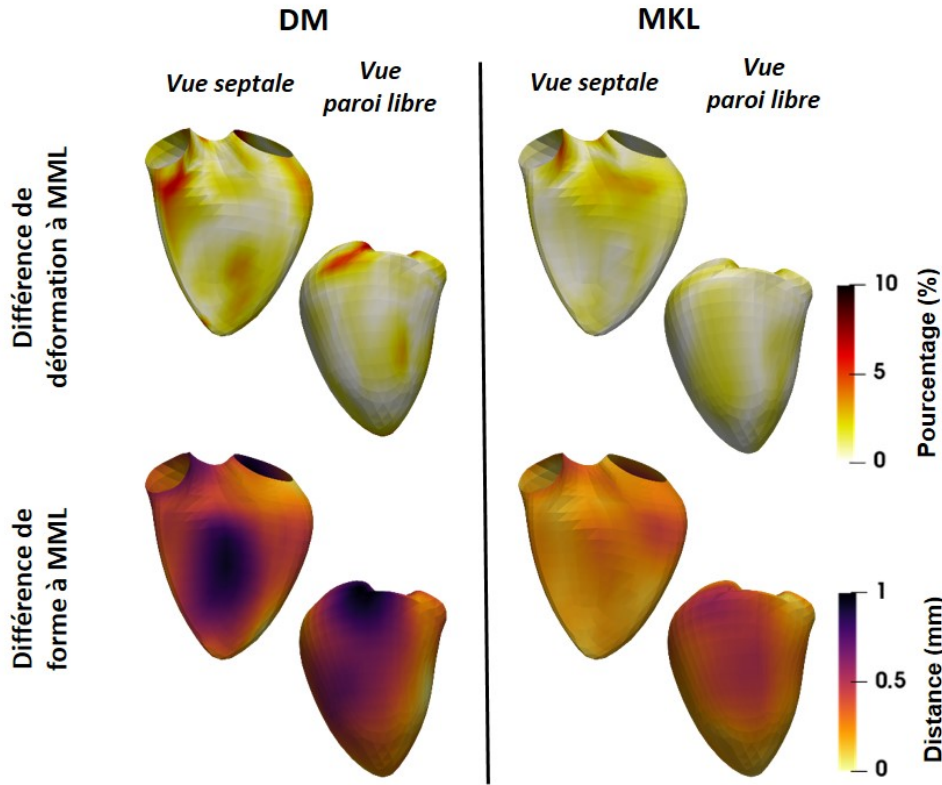 DM
MKL
Vue septale
Vue
paroi libre
Vue septale
Vue
paroi libre
Différence de
déformation à MML
10
5
0
Pourcentage (%)
Différence de
forme à MML
1
0.5
0
Distance (mm)